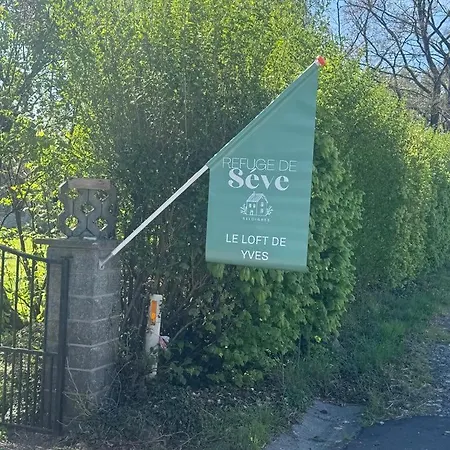 REFUGE DE
Sève
LE LOFT DE
YVES